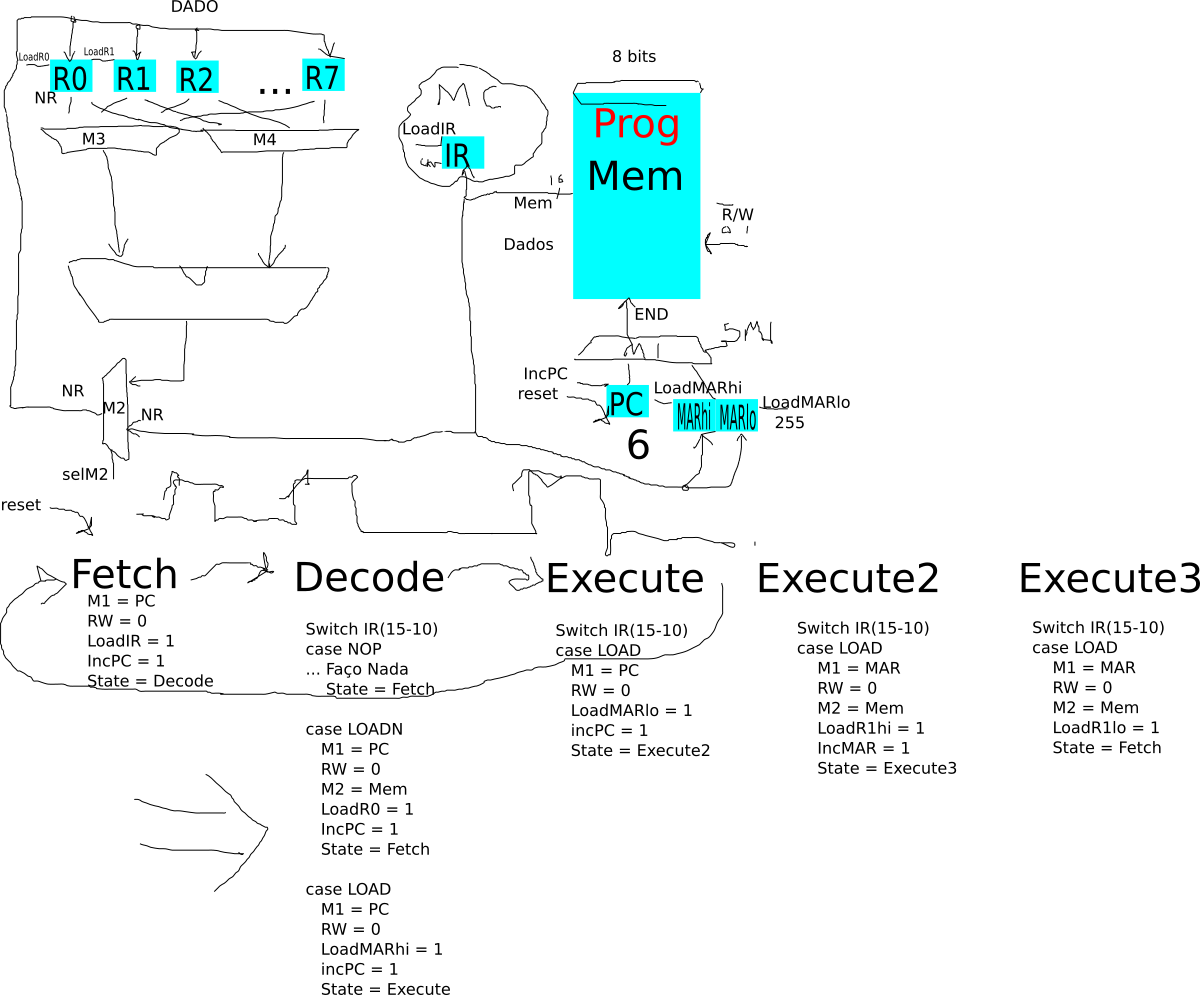 DADO
LoadR0
LoadR1
R0 R1 R2 ... R7
NR
M3 M4
8 bits
MC
LoadIR
IR
Prog
Mem
16
Mem
Dados
R/W
0 1
END
M1
SM1
IncPC
reset
PC
6
LoadMARhi
MARhi MARlo
LoadMARlo
255
NR
M2
NR
selM2
reset
Fetch
M1 = PC
RW = 0
LoadIR = 1
IncPC = 1
State = Decode
Decode
Switch IR(15-10)
case NOP
... Faço Nada
State = Fetch
case LOADN
M1 = PC
RW = 0
M2 = Mem
LoadR0 = 1
IncPC = 1
State = Fetch
case LOAD
M1 = PC
RW = 0
LoadMARhi = 1
incPC = 1
State = Execute
Execute
Switch IR(15-10)
case LOAD
M1 = PC
RW = 0
LoadMARlo = 1
incPC = 1
State = Execute2
Execute2
Switch IR(15-10)
case LOAD
M1 = MAR
RW = 0
M2 = Mem
LoadR1hi = 1
IncMAR = 1
State = Execute3
Execute3
Switch IR(15-10)
case LOAD
M1 = MAR
RW = 0
M2 = Mem
LoadR1lo = 1
State = Fetch